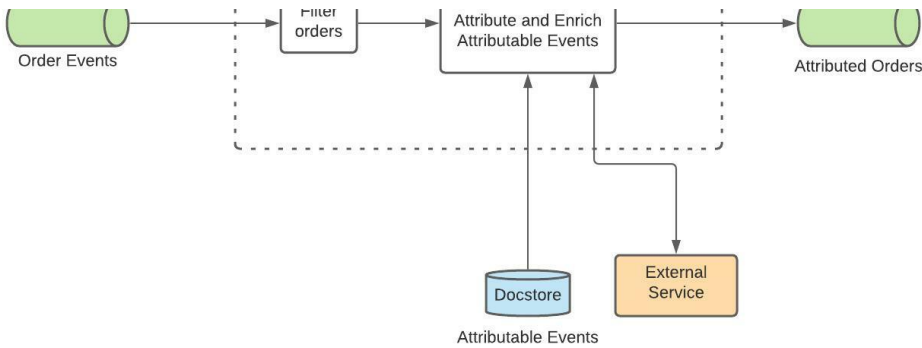 Filter
orders
Attribute and Enrich
Attributable Events
Order Events
Attributed Orders
External
Service
Docstore
Attributable Events